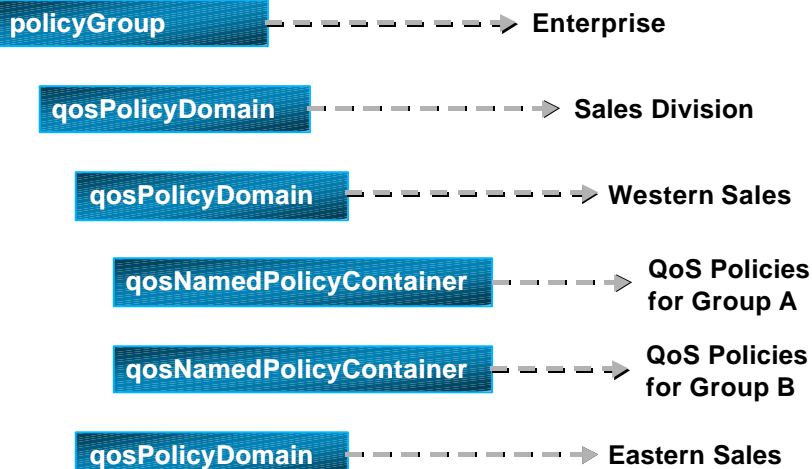 policyGroup Enterprise
qosPolicyDomain Sales Division
qosPolicyDomain Western Sales
qosNamedPolicyContainer QoS Policies
for Group A
qosNamedPolicyContainer QoS Policies
for Group B
qosPolicyDomain Eastern Sales